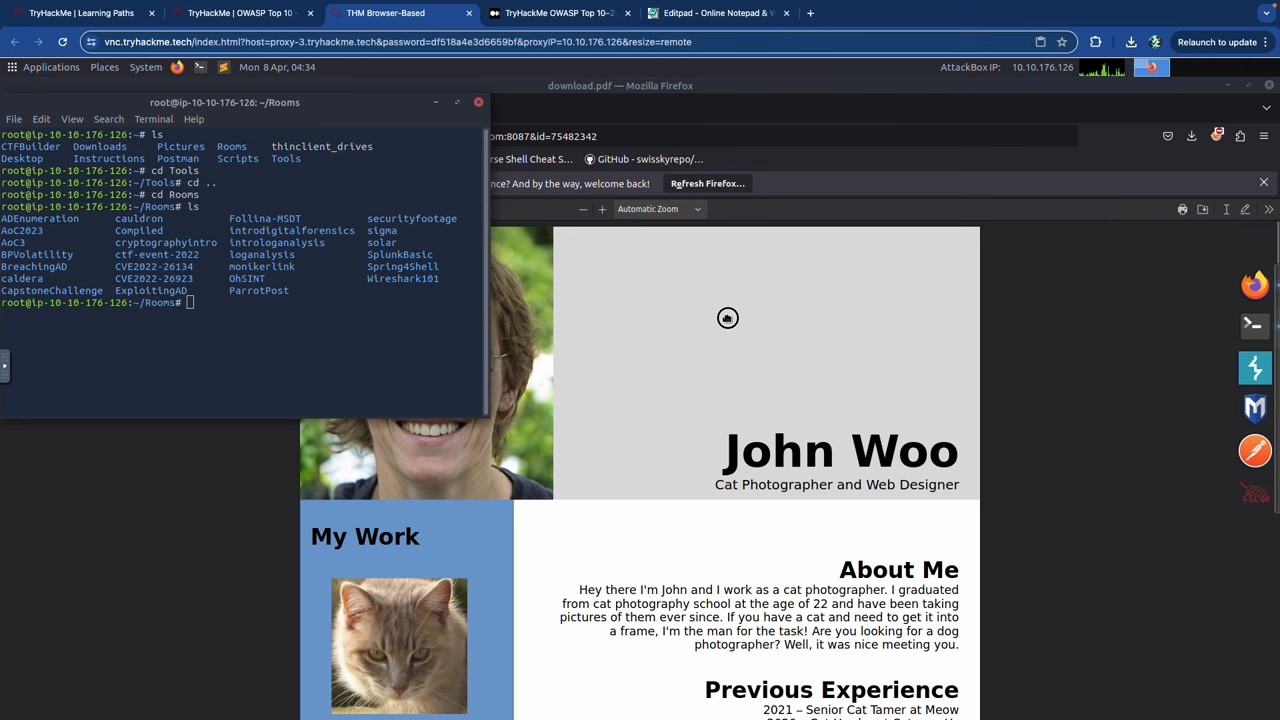 TryHackMe | Learning Paths
TryHackMe | OWASP Top 10 -
THM Browser-Based
TryHackMe OWASP Top 10–2
Editpad - Online Notepad & W
vnc.tryhackme.tech/index.html?host=proxy-3.tryhackme.tech&password=df518a4e3d6659bf&proxyIP=10.10.176.126&resize=remote
Relaunch to update
Applications Places System Mon 8 Apr, 04:34 AttackBox IP: 10.10.176.126
download.pdf — Mozilla Firefox
root@ip-10-10-176-126: ~/Rooms
File Edit View Search Terminal Help
root@ip-10-10-176-126:~# ls
CTFBuilder Downloads Pictures Rooms thinclient_drives
Desktop Instructions Postman Scripts Tools
root@ip-10-10-176-126:~# cd Tools
root@ip-10-10-176-126:~/Tools# cd ..
root@ip-10-10-176-126:~# cd Rooms
root@ip-10-10-176-126:~/Rooms# ls
ADEnumeration cauldron Follina-MSDT securityfootage
AoC2023 Compiled introdigitalforensics sigma
AoC3 cryptographyintro introloganalysis solar
BPVolatility ctf-event-2022 loganalysis SplunkBasic
BreachingAD CVE2022-26134 monikerlink Spring4Shell
caldera CVE2022-26923 OhSINT Wireshark101
CapstoneChallenge ExploitingAD ParrotPost
root@ip-10-10-176-126:~/Rooms#
om:8087&id=75482342
rse Shell Cheat S... GitHub - swisskyrepo/...
nce? And by the way, welcome back! Refresh Firefox...
Automatic Zoom
John Woo
Cat Photographer and Web Designer
My Work
About Me
Hey there I'm John and I work as a cat photographer. I graduated
from cat photography school at the age of 22 and have been taking
pictures of them ever since. If you have a cat and need to get it into
a frame, I'm the man for the task! Are you looking for a dog
photographer? Well, it was nice meeting you.
Previous Experience
2021 – Senior Cat Tamer at Meow